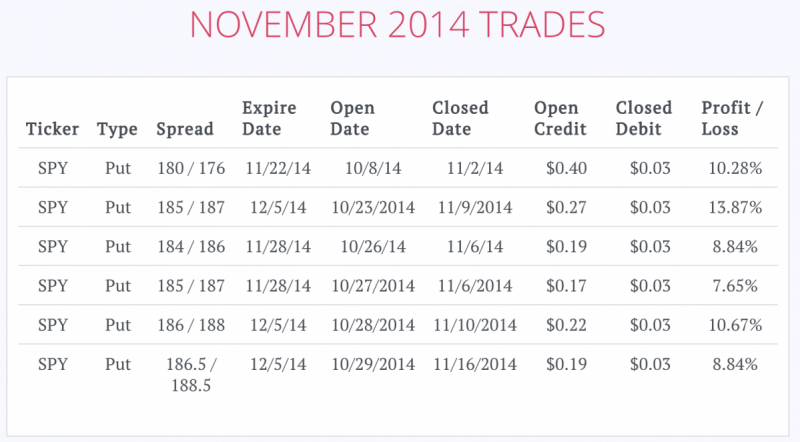 NOVEMBER 2014 TRADES
Ticker Type Spread Expire Date Open Date Closed Date Open Credit Closed Debit Profit / Loss
SPY Put 180 / 176 11/22/14 10/8/14 11/2/14 $0.40 $0.03 10.28%
SPY Put 185 / 187 12/5/14 10/23/2014 11/9/2014 $0.27 $0.03 13.87%
SPY Put 184 / 186 11/28/14 10/26/14 11/6/14 $0.19 $0.03 8.84%
SPY Put 185 / 187 11/28/14 10/27/2014 11/6/2014 $0.17 $0.03 7.65%
SPY Put 186 / 188 12/5/14 10/28/2014 11/10/2014 $0.22 $0.03 10.67%
SPY Put 186.5 / 188.5 12/5/14 10/29/2014 11/16/2014 $0.19 $0.03 8.84%